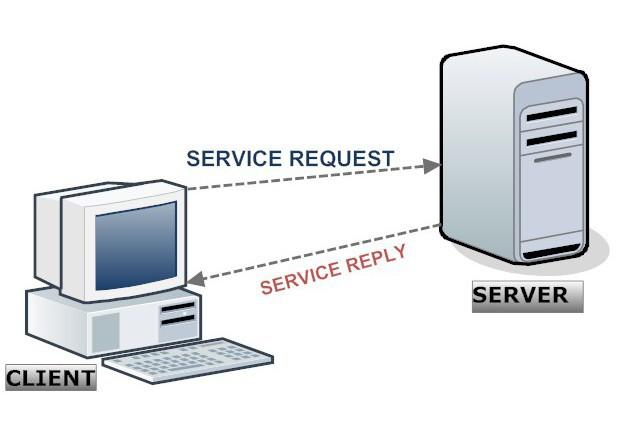 SERVICE REQUEST
SERVICE REPLY
SERVER
CLIENT